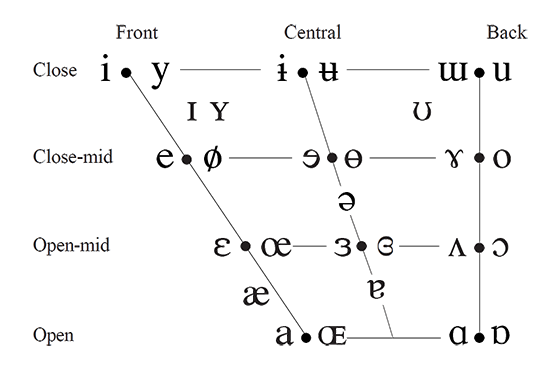 Front Central Back
Close i y ɨ ʉ ɯ u
ɪ ʏ ʊ
Close-mid e ø ɘ ɵ ɤ o
ə
Open-mid ɛ œ ɜ ɞ ʌ ɔ
æ ɐ
Open a ɶ ɑ ɒ